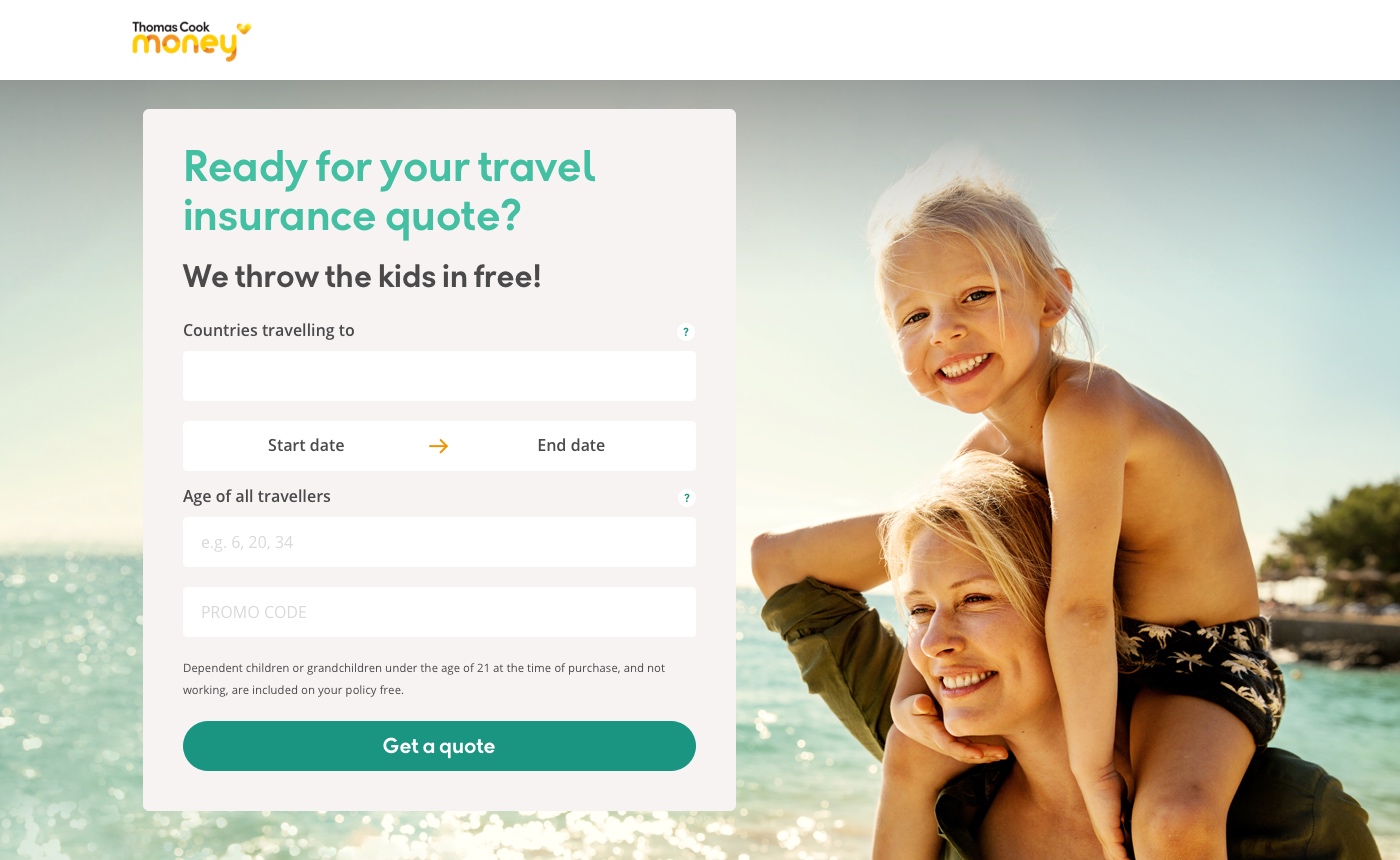 Thomas Cook
money
Ready for your travel
insurance quote?
We throw the kids in free!
Countries travelling to
?
Start date → End date
Age of all travellers
?
e.g. 6, 20, 34
PROMO CODE
Dependent children or grandchildren under the age of 21 at the time of purchase, and not
working, are included on your policy free.
Get a quote